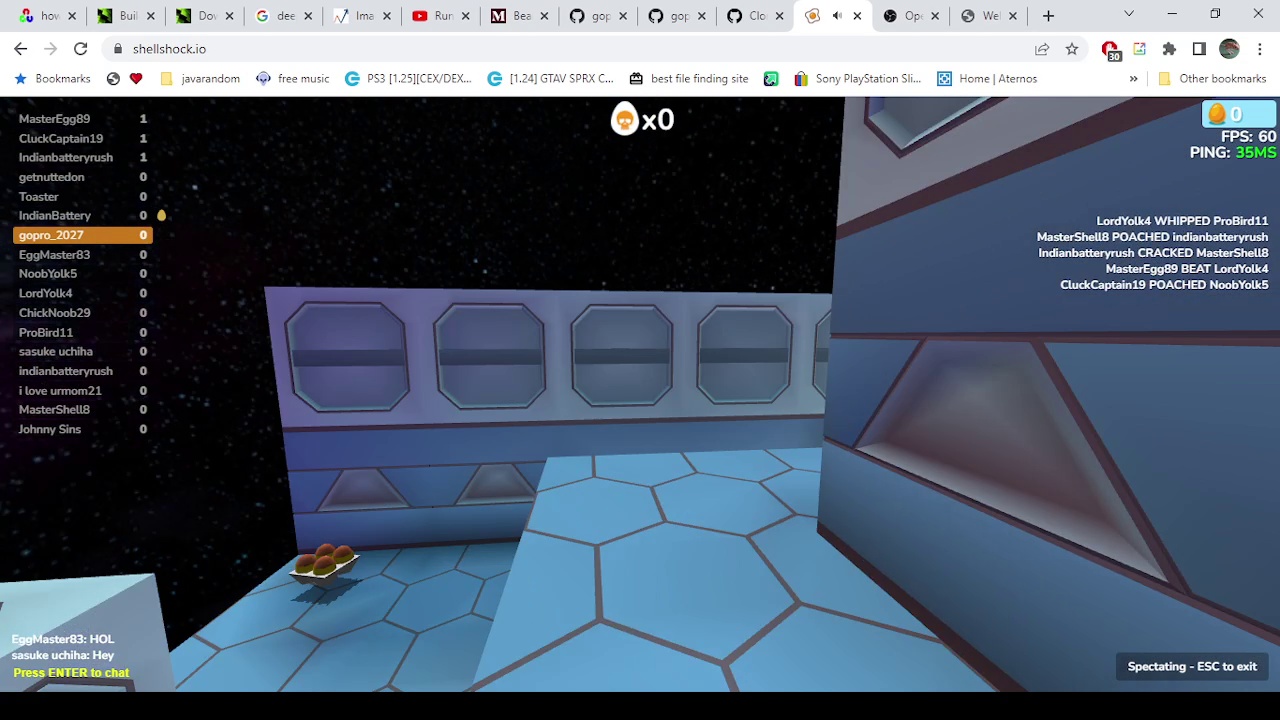 how
Buil
Dov
dee
Ima
Run
Bea
gop
gop
Clo
Ope
Wel
shellshock.io
30
Bookmarks
javarandom
free music
PS3 [1.25][CEX/DEX...
[1.24] GTAV SPRX C...
best file finding site
Sony PlayStation Sli...
Home | Aternos
»
Other bookmarks
MasterEgg89 1
CluckCaptain19 1
Indianbatteryrush 1
getnuttedon 0
Toaster 0
IndianBattery 0
gopro_2027 0
EggMaster83 0
NoobYolk5 0
LordYolk4 0
ChickNoob29 0
ProBird11 0
sasuke uchiha 0
indianbatteryrush 0
i love urmom21 0
MasterShell8 0
Johnny Sins 0
x0
0
FPS: 60
PING: 35MS
LordYolk4 WHIPPED ProBird11
MasterShell8 POACHED indianbatteryrush
Indianbatteryrush CRACKED MasterShell8
MasterEgg89 BEAT LordYolk4
CluckCaptain19 POACHED NoobYolk5
EggMaster83: HOL
sasuke uchiha: Hey
Press ENTER to chat
Spectating - ESC to exit